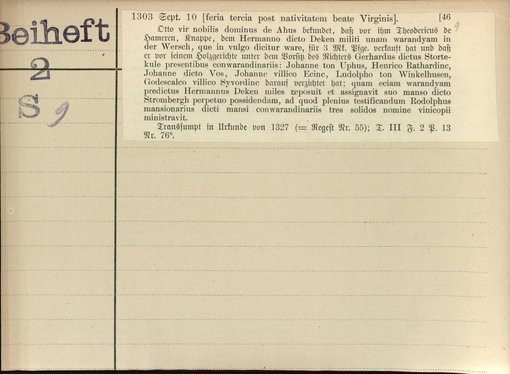 Beiheft
2
S 9
1303 Sept. 10 [feria tercia post nativitatem beate Virginis]. [46
Otto vir nobilis dominus de Ahus bekundet, daß vor ihm Theodericus de
Hameren, Knappe, dem Hermanno dicto Deken militi unam warandyam in
der Wersch, que in vulgo dicitur ware, für 3 Mk. Pfge. verkauft hat und daß
er vor seinem Holzgerichte unter dem Vorsitz des Richters Gerhardus dictus Storte-
kule presentibus conwarandinariis: Johanne ton Uphus, Henrico Rathardinc,
Johanne dicto Vos, Johanne villico Ecinc, Ludolpho ton Winkelhusen,
Godescalco villico Syvordinc darauf verzichtet hat; quam eciam warandyam
predictus Hermannus Deken miles reposuit et assignavit suo manso dicto
Strombergh perpetuo possidendam, ad quod plenius testificandum Rodolphus
mansionarius dicti mansi conwarandinariis tres solidos nomine vinicopii
ministravit.
Transsumpt in Urkunde von 1327 (= Regest Nr. 55); T. III F. 2 P. 13
Nr. 76ª.